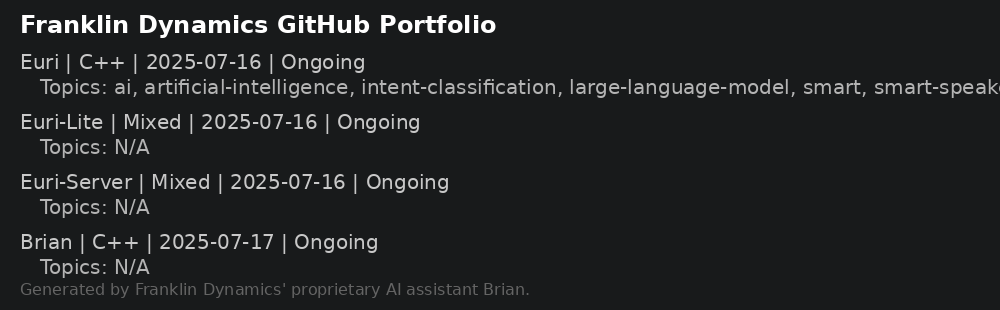 Franklin Dynamics GitHub Portfolio
Euri | C++ | 2025-07-16 | Ongoing
Topics: ai, artificial-intelligence, intent-classification, large-language-model, smart, smart-speak
Euri-Lite | Mixed | 2025-07-16 | Ongoing
Topics: N/A
Euri-Server | Mixed | 2025-07-16 | Ongoing
Topics: N/A
Brian | C++ | 2025-07-17 | Ongoing
Topics: N/A
Generated by Franklin Dynamics' proprietary AI assistant Brian.